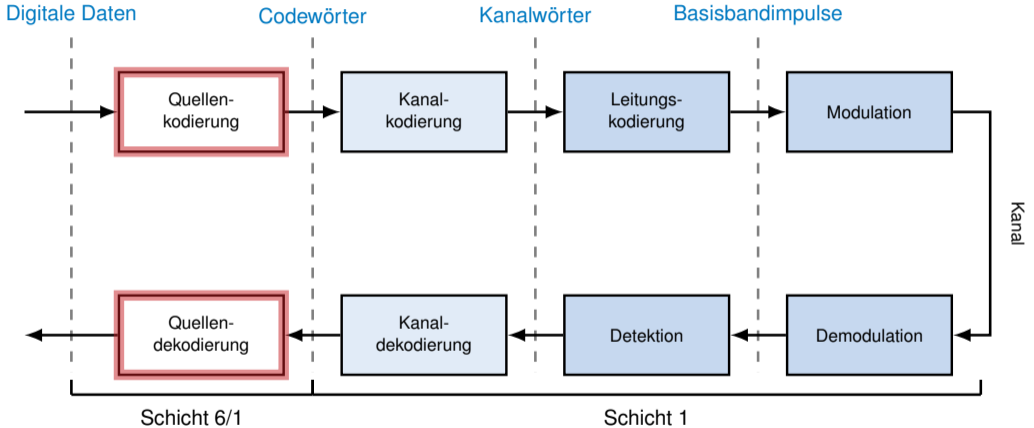 Digitale Daten
Codewörter
Kanalwörter
Basisbandimpulse
Quellen-
kodierung
Kanal-
kodierung
Leitungs-
kodierung
Modulation
Kanal
Quellen-
dekodierung
Kanal-
dekodierung
Detektion
Demodulation
Schicht 6/1
Schicht 1